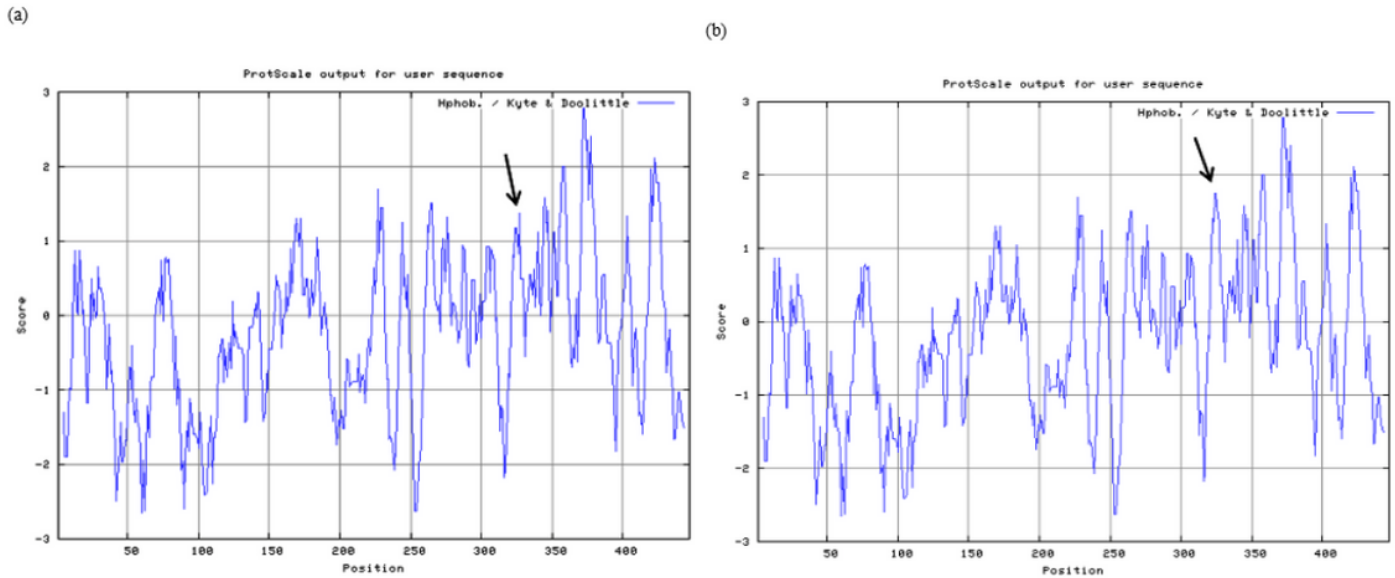 (a)
ProtScale output for user sequence
Hphob. / Kyte & Doolittle
3
2
1
0
-1
-2
-3
Score
50 100 150 200 250 300 350 400
Position
(b)
ProtScale output for user sequence
Hphob. / Kyte & Doolittle
3
2
1
0
-1
-2
-3
Score
50 100 150 200 250 300 350 400
Position